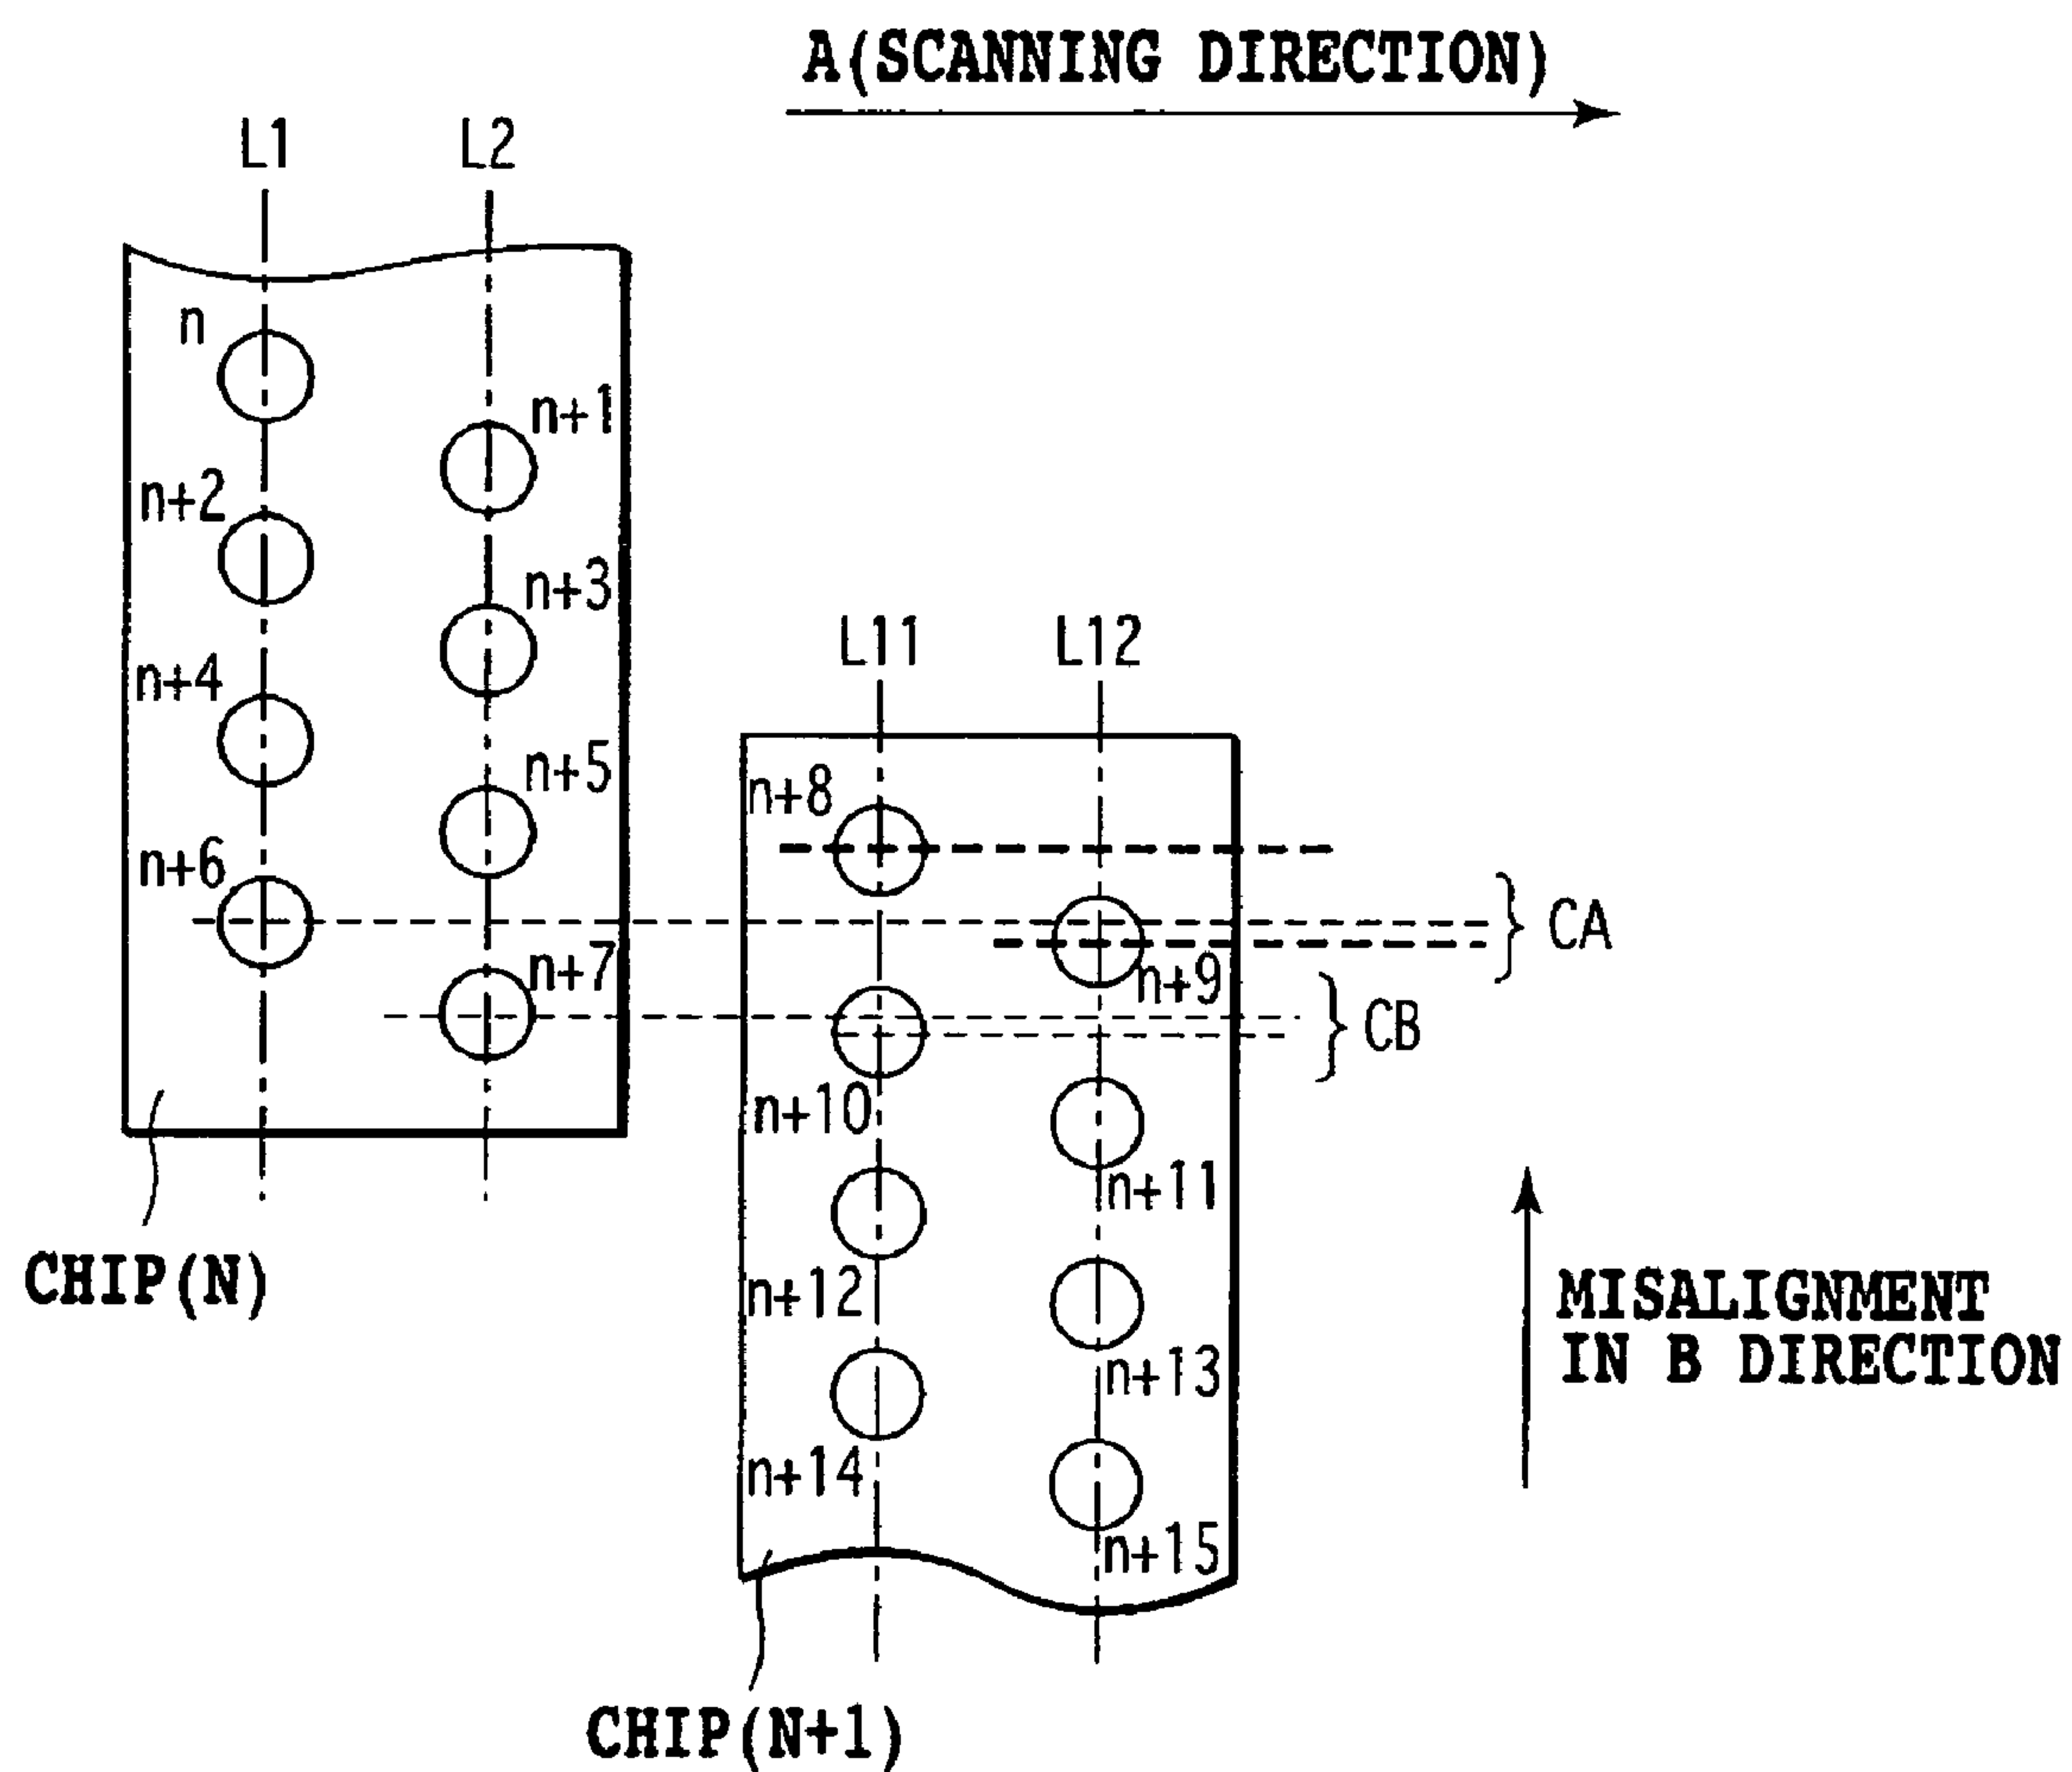 A(SCANNING DIRECTION)
L1
L2
n
n+1
n+2
n+3
n+4
n+5
n+6
n+7
CHIP(N)
L11
L12
n+8
CA
n+9
CB
n+10
n+11
n+12
n+13
n+14
n+15
MISALIGNMENT
IN B DIRECTION
CHIP(N+1)